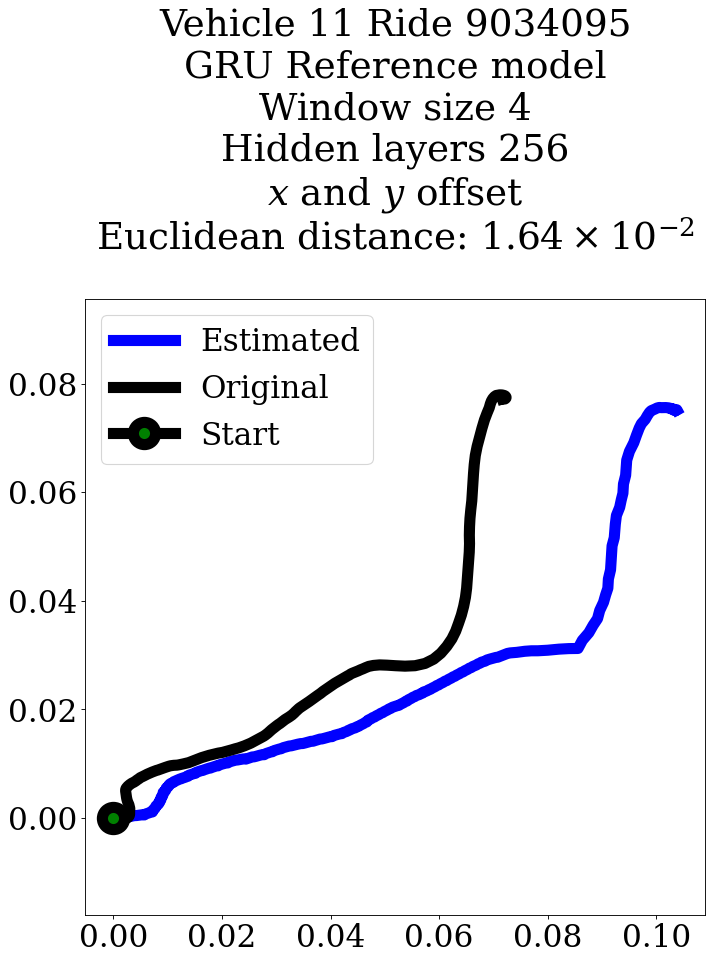 Vehicle 11 Ride 9034095
GRU Reference model
Window size 4
Hidden layers 256
x and y offset
Euclidean distance: 1.64 × 10⁻²
Estimated
Original
Start
0.08
0.06
0.04
0.02
0.00
0.00 0.02 0.04 0.06 0.08 0.10